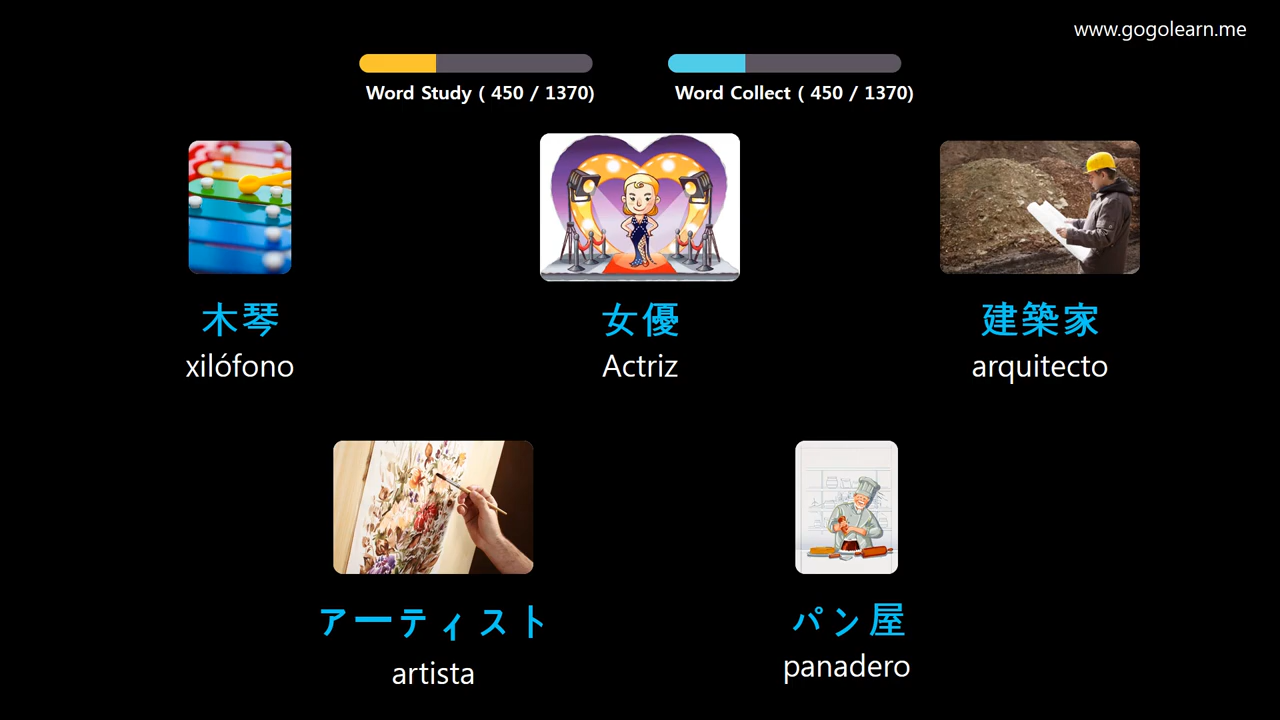 www.gogolearn.me
Word Study ( 450 / 1370)
Word Collect ( 450 / 1370)
木琴
xilófono
女優
Actriz
建築家
arquitecto
アーティスト
artista
パン屋
panadero